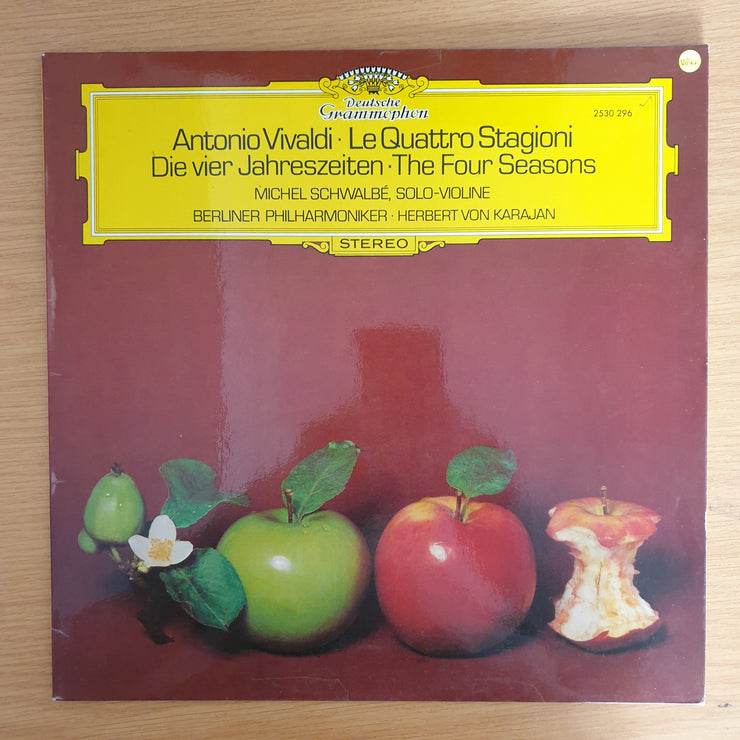 Deutsche
Grammophon
2530 296
Antonio Vivaldi · Le Quattro Stagioni
Die vier Jahreszeiten · The Four Seasons
MICHEL SCHWALBÉ, SOLO-VIOLINE
BERLINER PHILHARMONIKER · HERBERT VON KARAJAN
STEREO